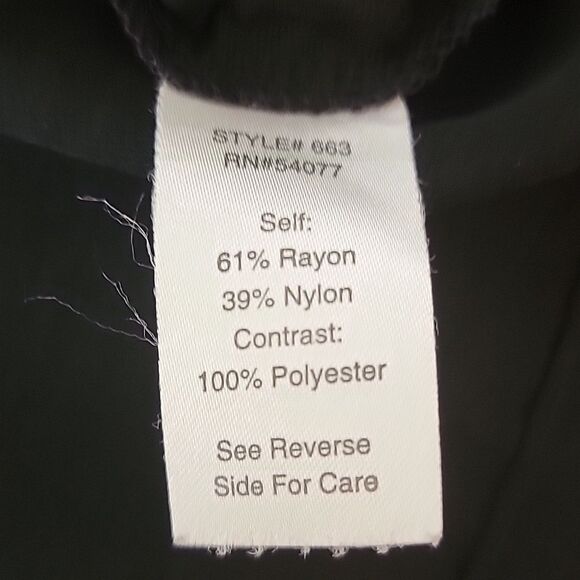 STYLE# 663
RN#54077
Self:
61% Rayon
39% Nylon
Contrast:
100% Polyester
See Reverse
Side For Care